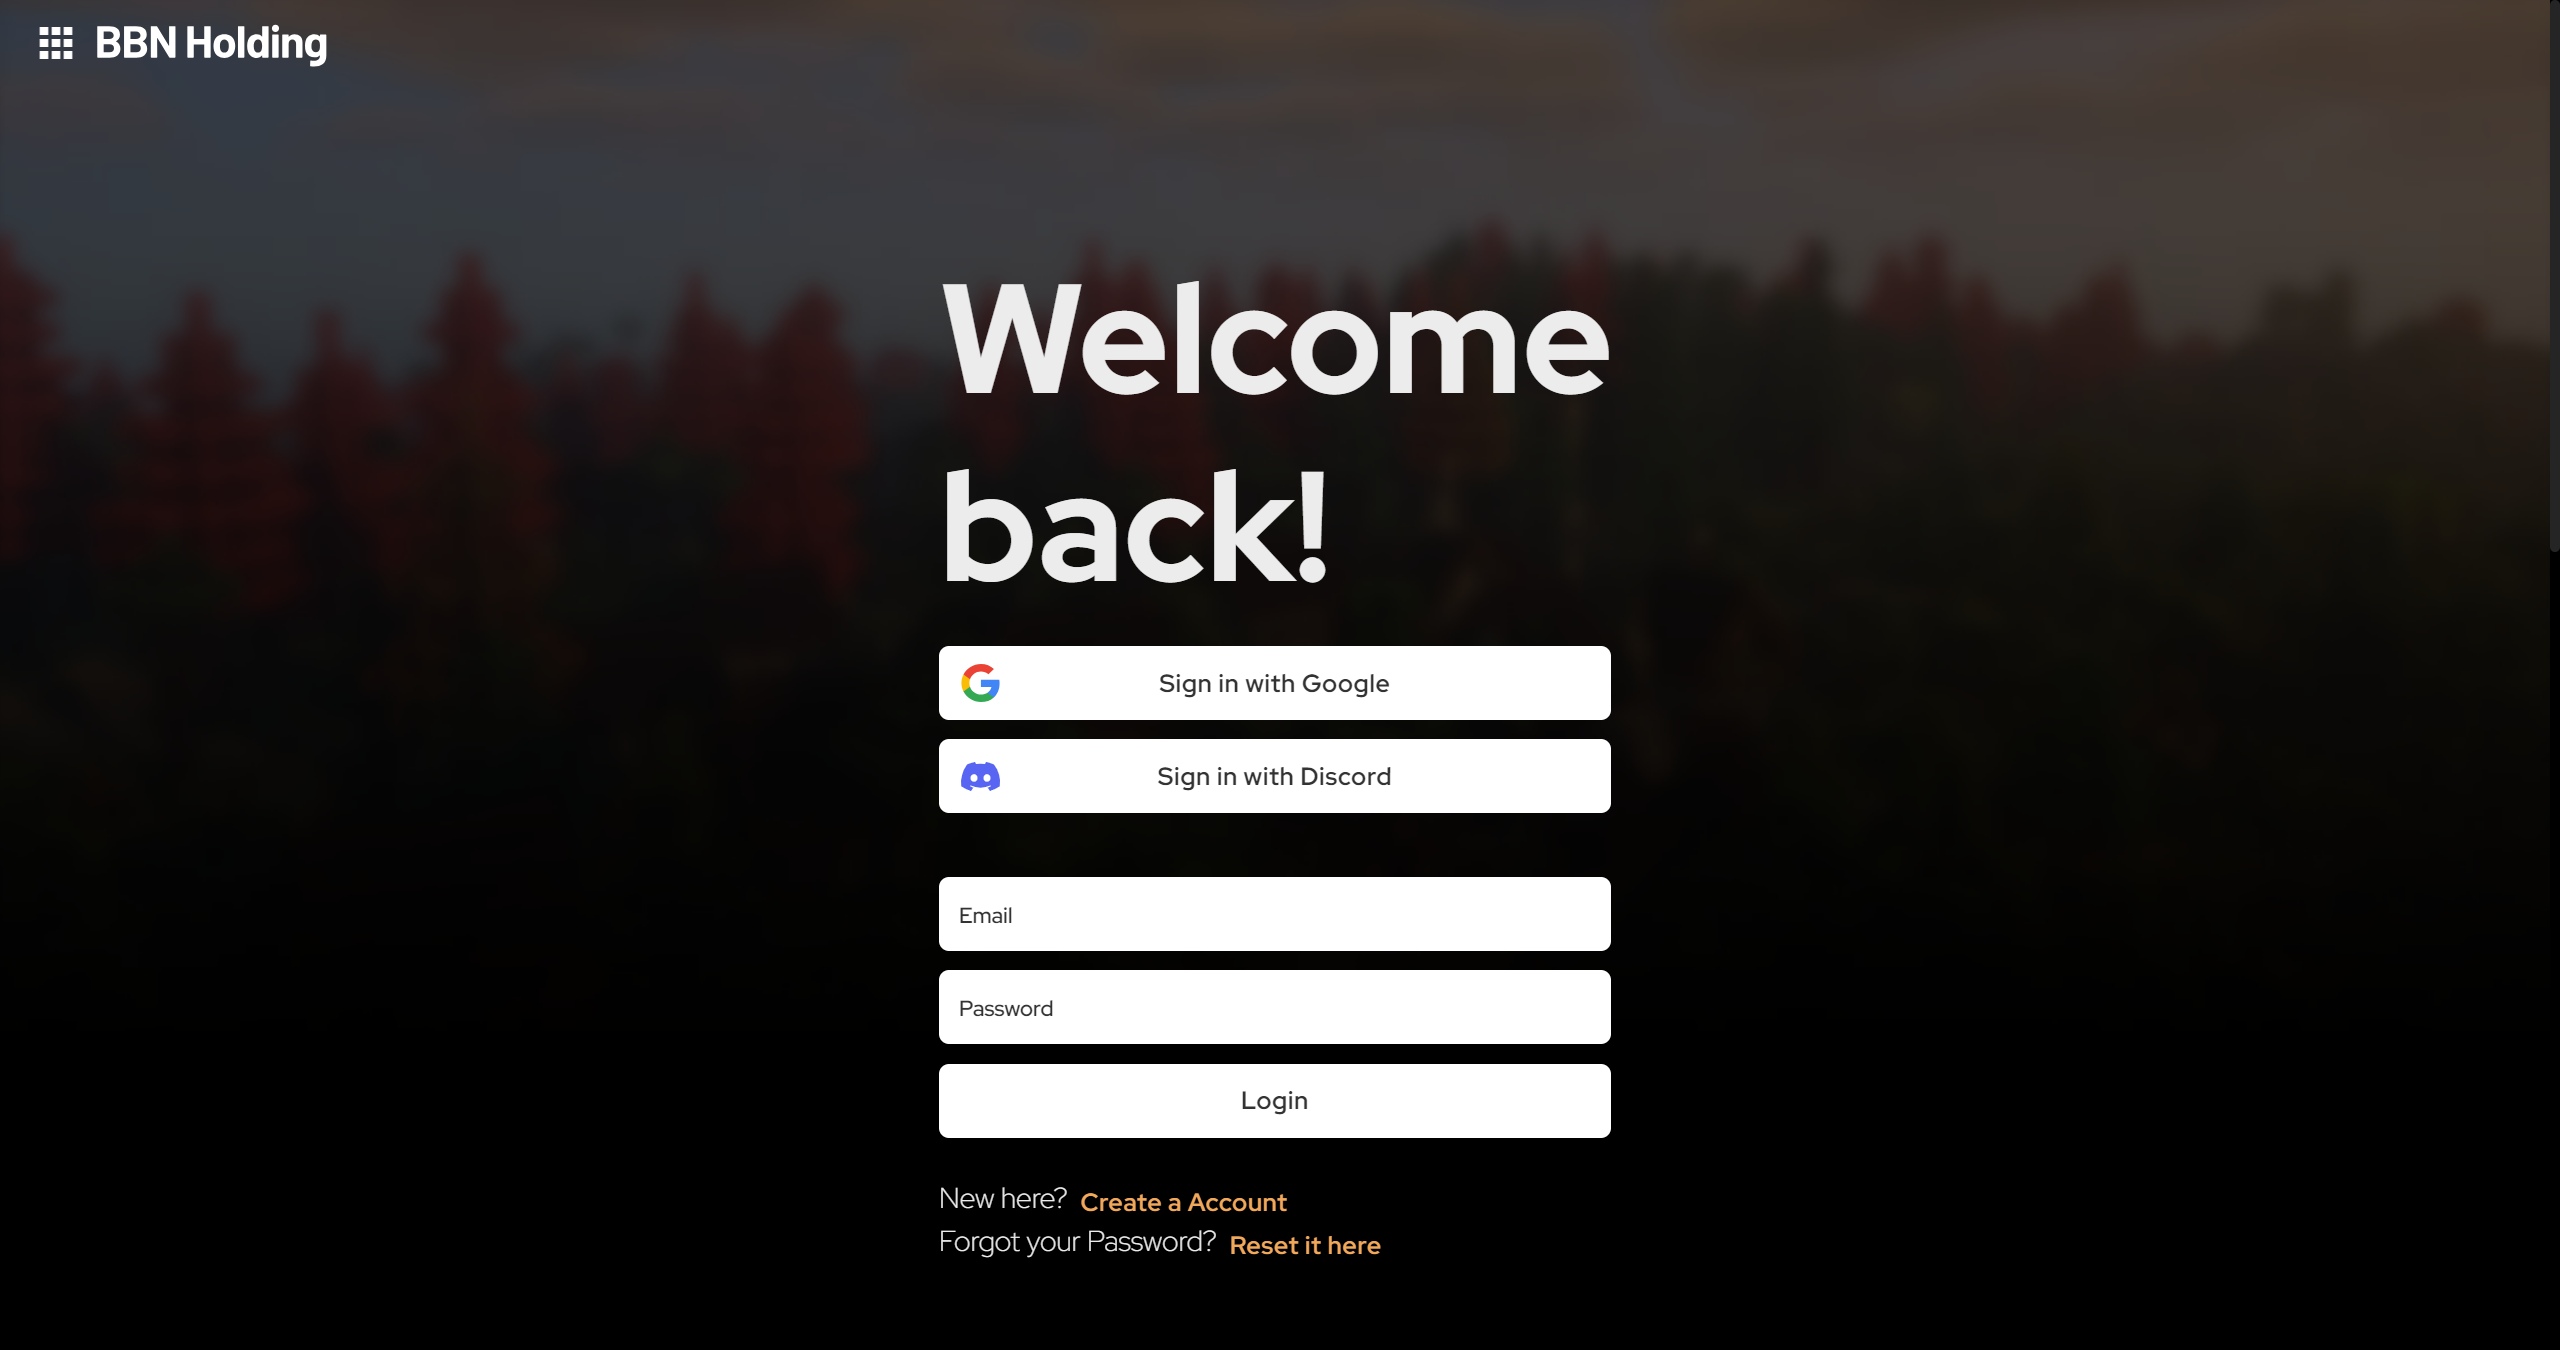 BBN Holding
Welcome
back!
Sign in with Google
Sign in with Discord
Email
Password
Login
New here? Create a Account
Forgot your Password? Reset it here